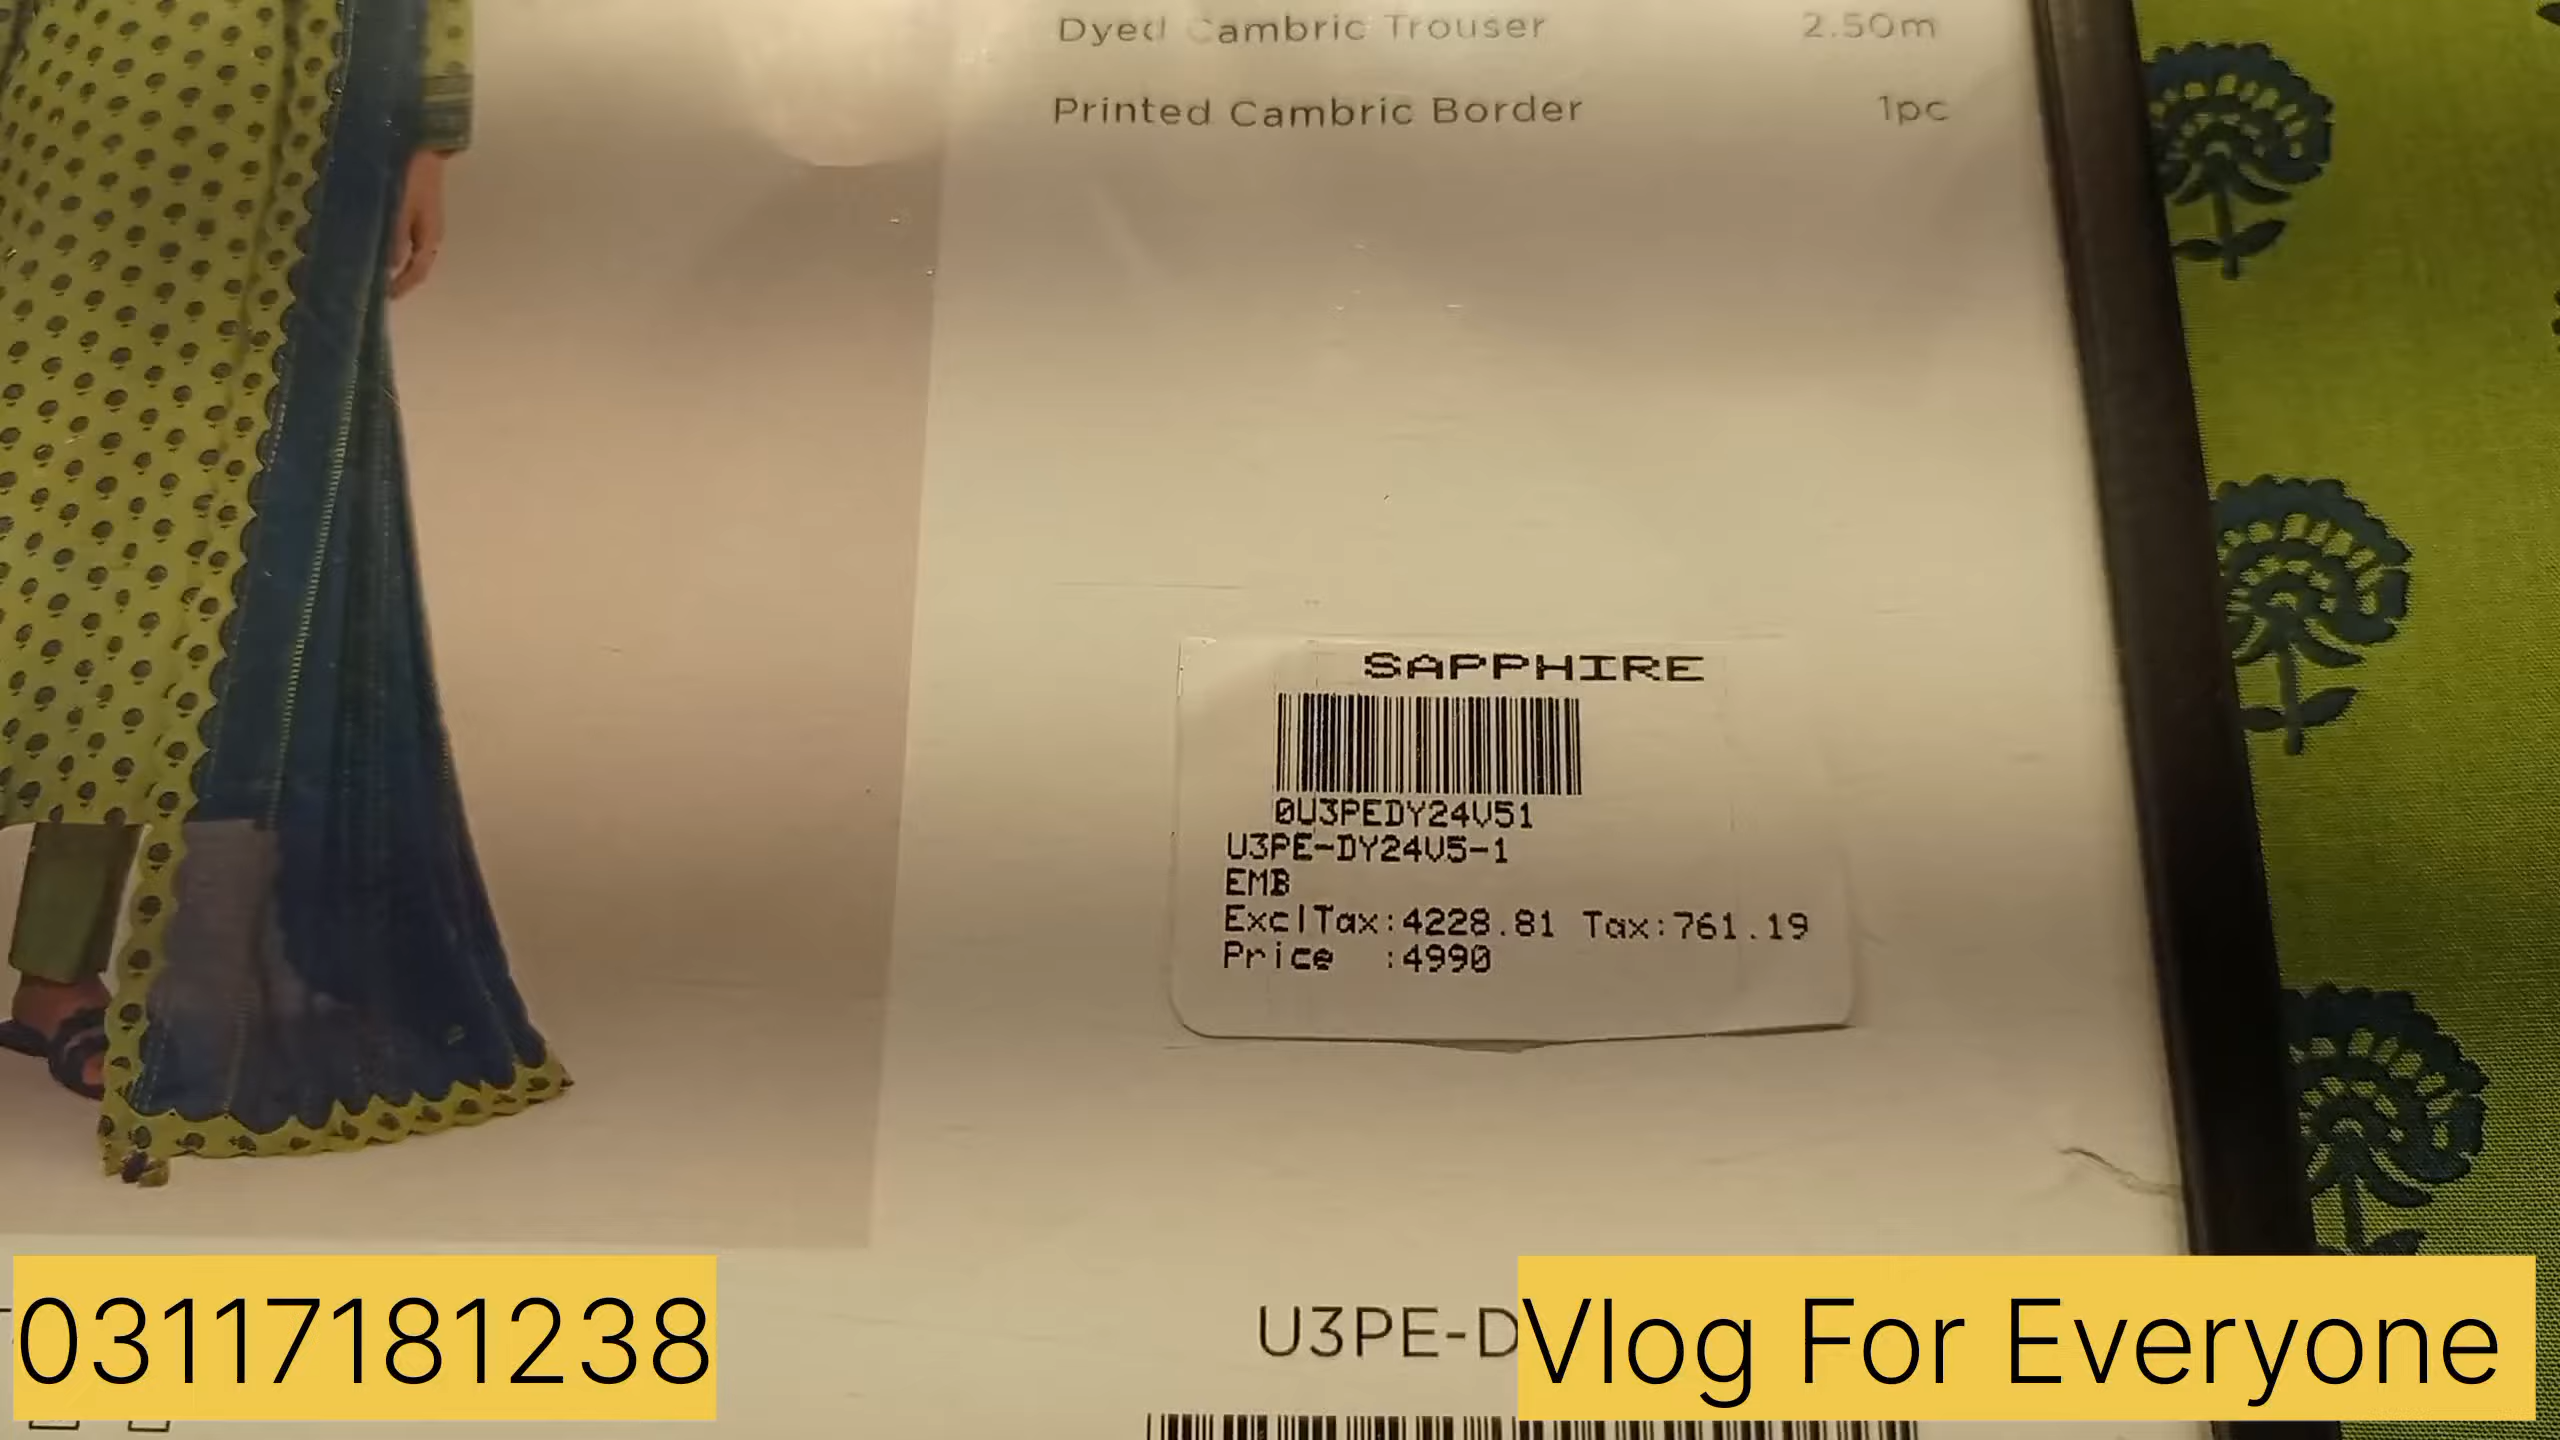 Dyed Cambric Trouser 2.50m
Printed Cambric Border 1pc
SAPPHIRE
0U3PEDY24V51
U3PE-DY24V5-1
EMB
ExclTax:4228.81 Tax:761.19
Price :4990
U3PE-D
03117181238
Vlog For Everyone